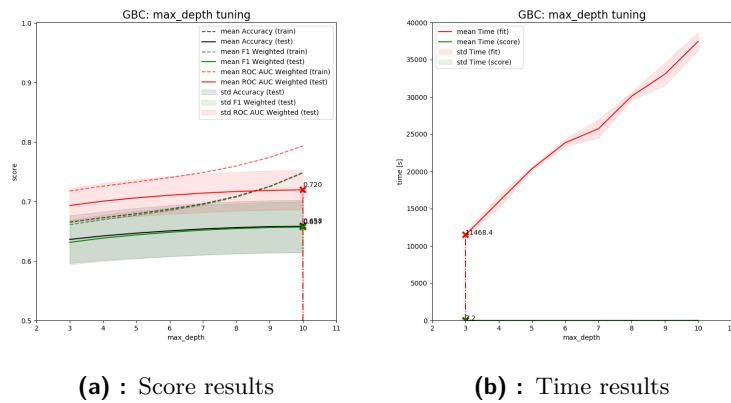 GBC: max_depth tuning
1.0
0.9
0.8
0.7
0.6
0.5
score
2 3 4 5 6 7 8 9 10 11
max_depth
mean Accuracy (train)
mean Accuracy (test)
mean F1 Weighted (train)
mean F1 Weighted (test)
mean ROC AUC Weighted (train)
mean ROC AUC Weighted (test)
std Accuracy (test)
std F1 Weighted (test)
std ROC AUC Weighted (test)
0.720
(a) : Score results
GBC: max_depth tuning
40000
35000
30000
25000
20000
15000
10000
5000
0
time [s]
2 3 4 5 6 7 8 9 10 11
max_depth
mean Time (fit)
mean Time (score)
std Time (fit)
std Time (score)
11468.4
(b) : Time results